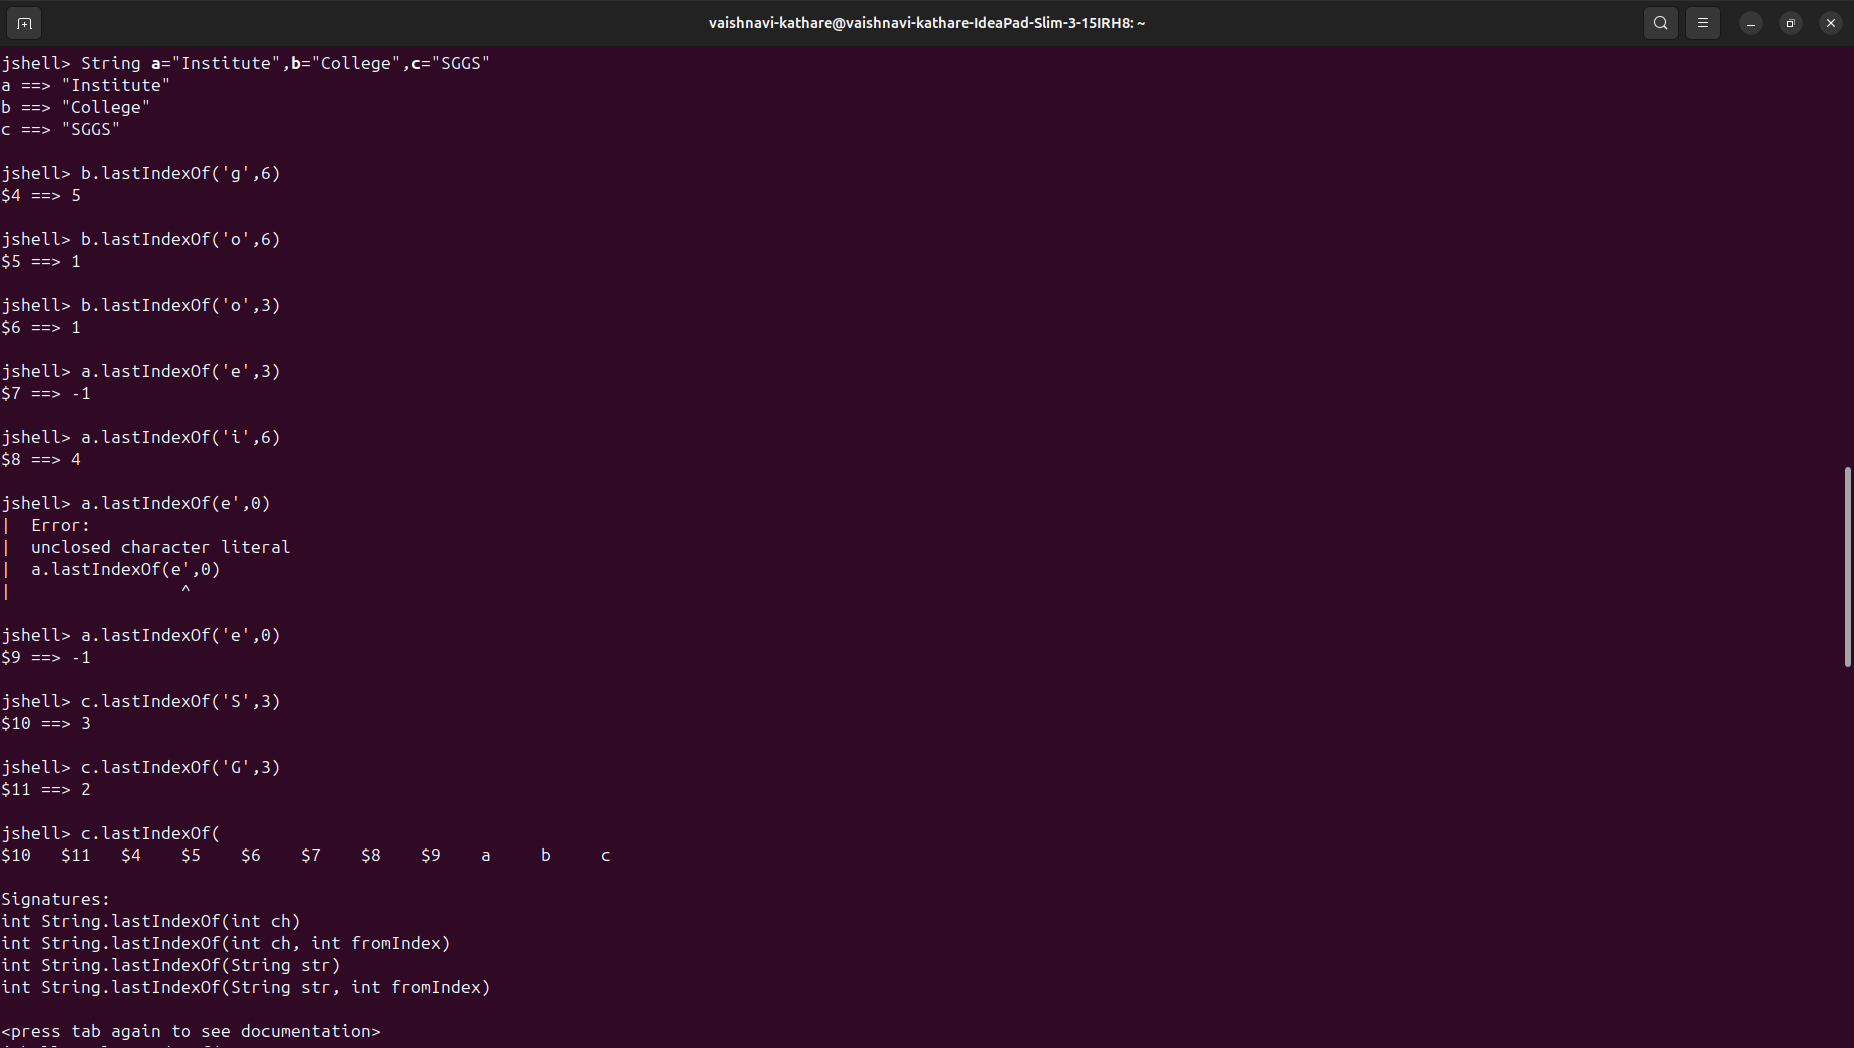 vaishnavi-kathare@vaishnavi-kathare-IdeaPad-Slim-3-15IRH8: ~
jshell> String a="Institute",b="College",c="SGGS"
a ==> "Institute"
b ==> "College"
c ==> "SGGS"
jshell> b.lastIndexOf('g',6)
$4 ==> 5
jshell> b.lastIndexOf('o',6)
$5 ==> 1
jshell> b.lastIndexOf('o',3)
$6 ==> 1
jshell> a.lastIndexOf('e',3)
$7 ==> -1
jshell> a.lastIndexOf('i',6)
$8 ==> 4
jshell> a.lastIndexOf(e',0)
|  Error:
|  unclosed character literal
|  a.lastIndexOf(e',0)
|                 ^
jshell> a.lastIndexOf('e',0)
$9 ==> -1
jshell> c.lastIndexOf('S',3)
$10 ==> 3
jshell> c.lastIndexOf('G',3)
$11 ==> 2
jshell> c.lastIndexOf(
$10   $11   $4    $5    $6    $7    $8    $9    a     b     c
Signatures:
int String.lastIndexOf(int ch)
int String.lastIndexOf(int ch, int fromIndex)
int String.lastIndexOf(String str)
int String.lastIndexOf(String str, int fromIndex)
<press tab again to see documentation>